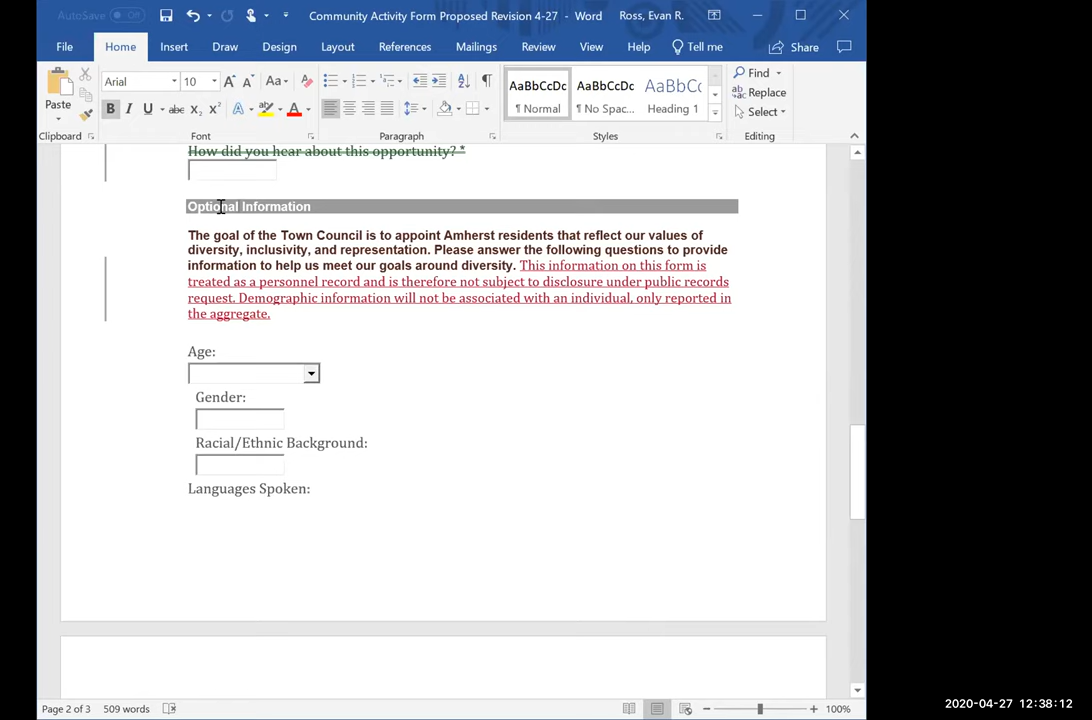 AutoSave Off
Community Activity Form Proposed Revision 4-27 - Word
Ross, Evan R.
File Home Insert Draw Design Layout References Mailings Review View Help Tell me Share
Paste
Arial 10
B I U abc X2 X2 A A
Aa
AaBbCcDc AaBbCcDc AaBbCc
¶ Normal ¶ No Spac... Heading 1
Find
Replace
Select
Clipboard Font Paragraph Styles Editing
How did you hear about this opportunity? *
Optional Information
The goal of the Town Council is to appoint Amherst residents that reflect our values of
diversity, inclusivity, and representation. Please answer the following questions to provide
information to help us meet our goals around diversity. This information on this form is
treated as a personnel record and is therefore not subject to disclosure under public records
request. Demographic information will not be associated with an individual, only reported in
the aggregate.
Age:
Gender:
Racial/Ethnic Background:
Languages Spoken:
Page 2 of 3 509 words
100%
2020-04-27 12:38:12